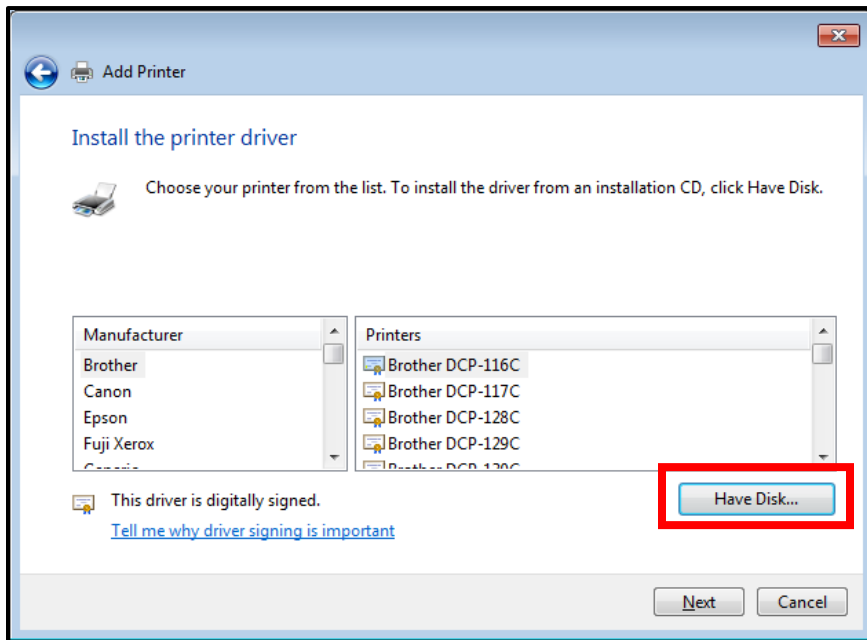 Add Printer
Install the printer driver
Choose your printer from the list. To install the driver from an installation CD, click Have Disk.
Manufacturer
Brother
Canon
Epson
Fuji Xerox
Generic
Printers
Brother DCP-116C
Brother DCP-117C
Brother DCP-128C
Brother DCP-129C
This driver is digitally signed.
Tell me why driver signing is important
Have Disk...
Next
Cancel